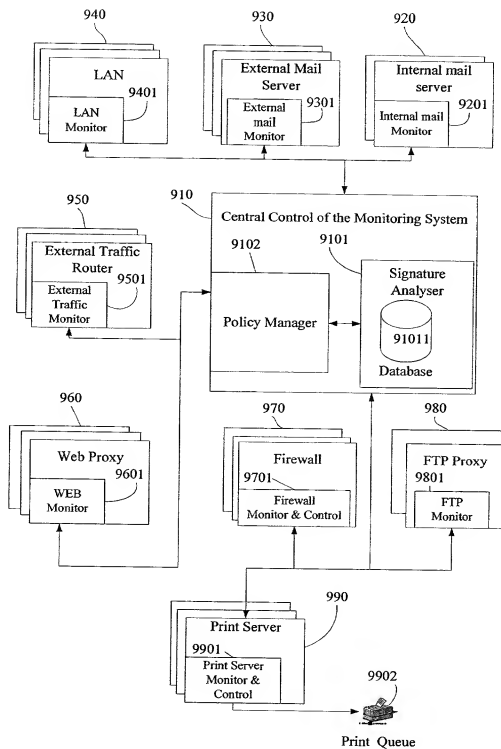 940
LAN
9401
LAN
Monitor
930
External Mail
Server
9301
External
mail
Monitor
920
Internal mail
server
9201
Internal mail
Monitor
910
Central Control of the Monitoring System
9102
Policy Manager
9101
Signature
Analyser
91011
Database
950
External Traffic
Router
9501
External
Traffic
Monitor
960
Web Proxy
9601
WEB
Monitor
970
Firewall
9701
Firewall
Monitor & Control
980
FTP Proxy
9801
FTP
Monitor
990
Print Server
9901
Print Server
Monitor &
Control
9902
Print Queue